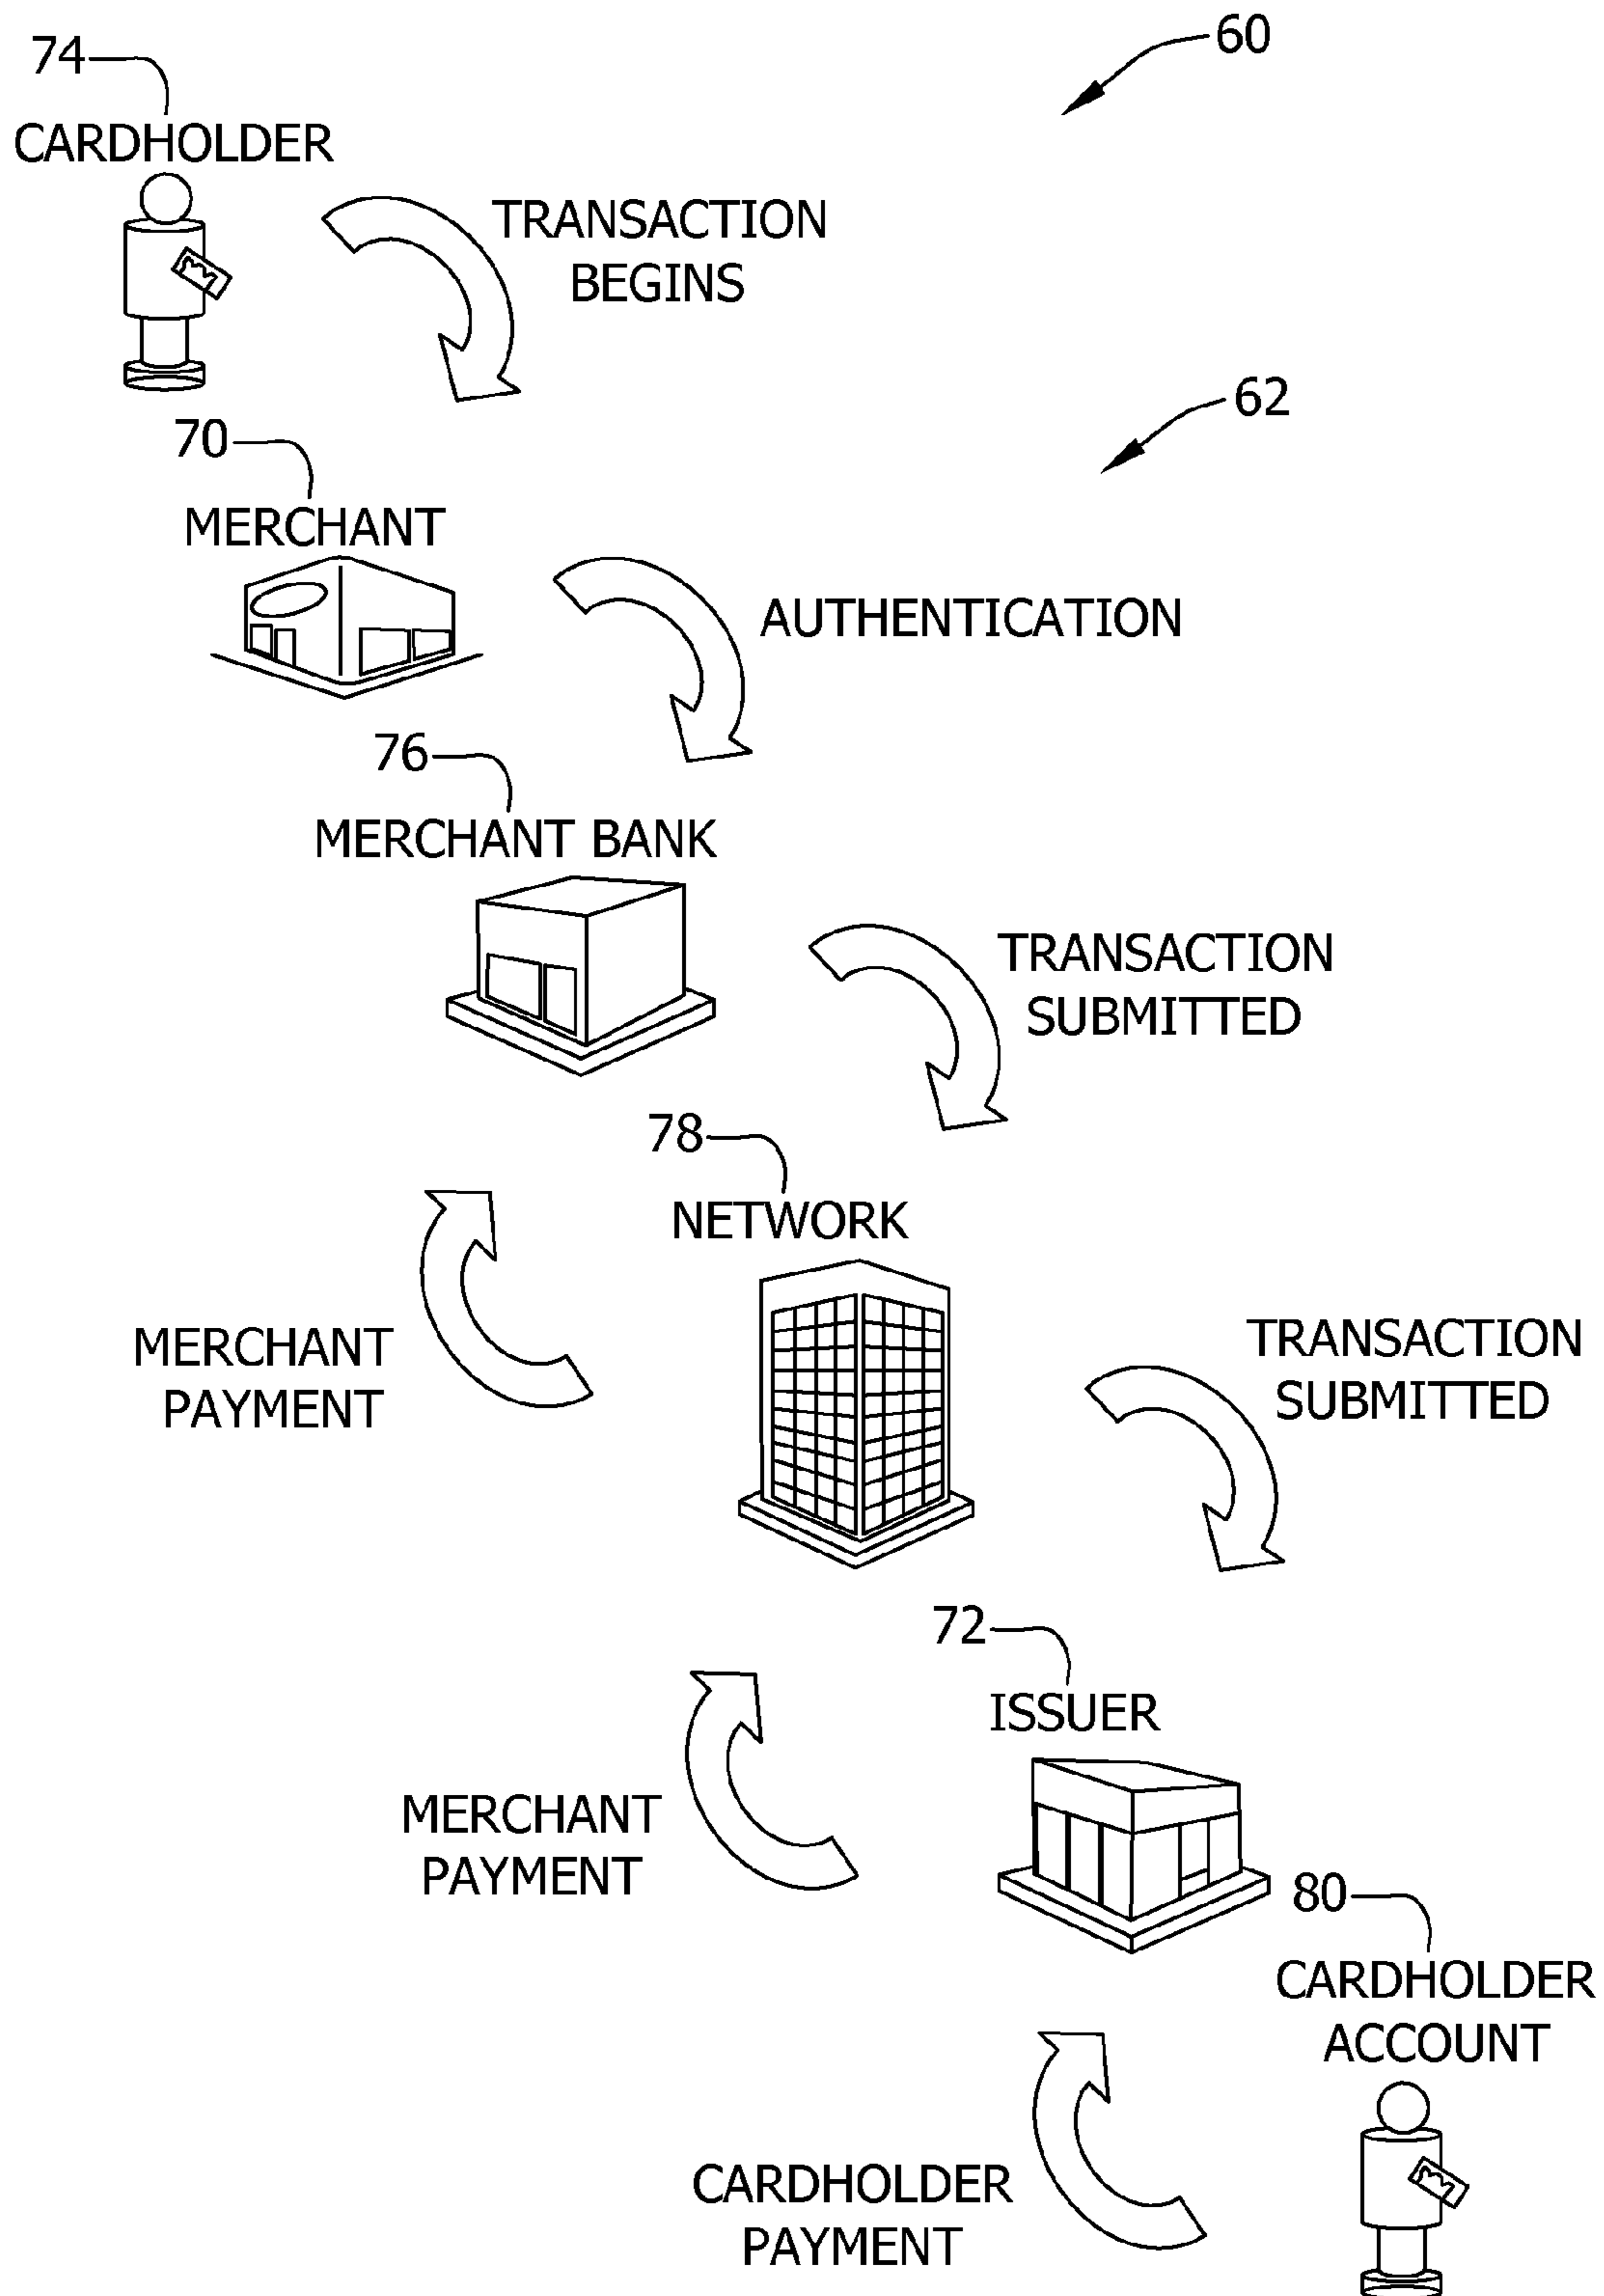 60
74
CARDHOLDER
TRANSACTION
BEGINS
62
70
MERCHANT
AUTHENTICATION
76
MERCHANT BANK
TRANSACTION
SUBMITTED
78
NETWORK
MERCHANT
PAYMENT
TRANSACTION
SUBMITTED
72
ISSUER
MERCHANT
PAYMENT
80
CARDHOLDER
ACCOUNT
CARDHOLDER
PAYMENT